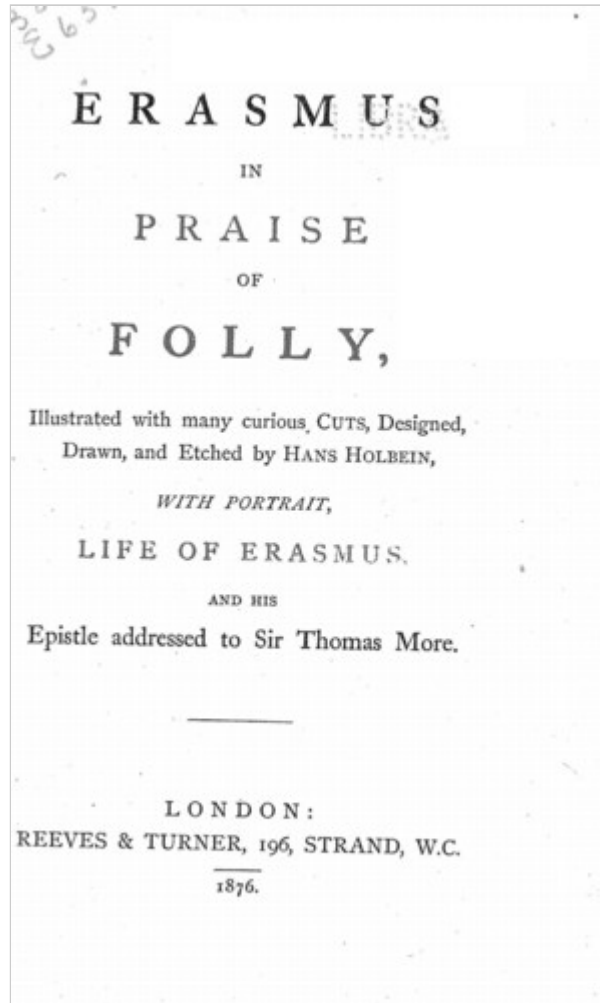 ERASMUS
IN
PRAISE
OF
FOLLY,
Illustrated with many curious CUTS, Designed,
Drawn, and Etched by HANS HOLBEIN,
WITH PORTRAIT,
LIFE OF ERASMUS.
AND HIS
Epistle addressed to Sir Thomas More.
LONDON:
REEVES & TURNER, 196, STRAND, W.C.
1876.